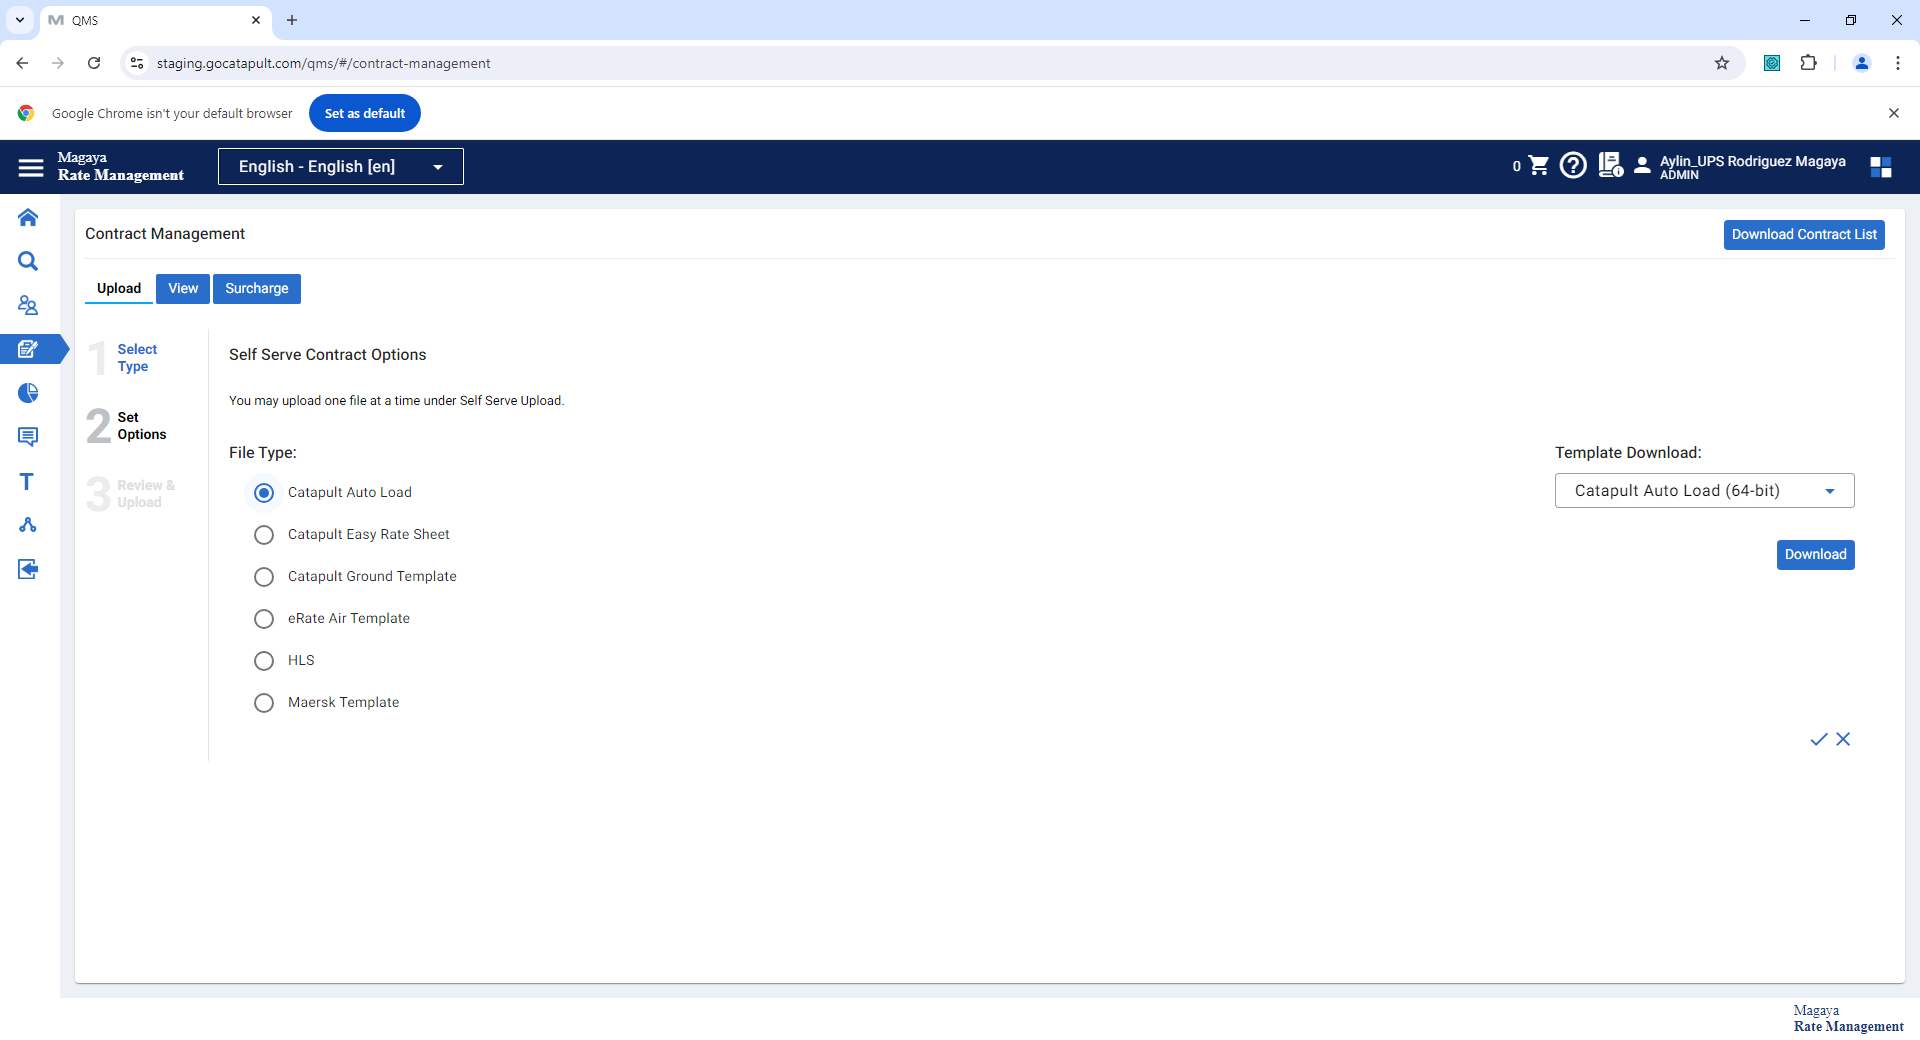 QMS
staging.gocatapult.com/qms/#/contract-management
Google Chrome isn't your default browser
Set as default
Magaya
Rate Management
English - English [en]
0
Aylin_UPS Rodriguez Magaya
ADMIN
Contract Management
Download Contract List
Upload
View
Surcharge
1
Select
Type
2
Set
Options
3
Review &
Upload
Self Serve Contract Options
You may upload one file at a time under Self Serve Upload.
File Type:
Catapult Auto Load
Catapult Easy Rate Sheet
Catapult Ground Template
eRate Air Template
HLS
Maersk Template
Template Download:
Catapult Auto Load (64-bit)
Download
Magaya
Rate Management